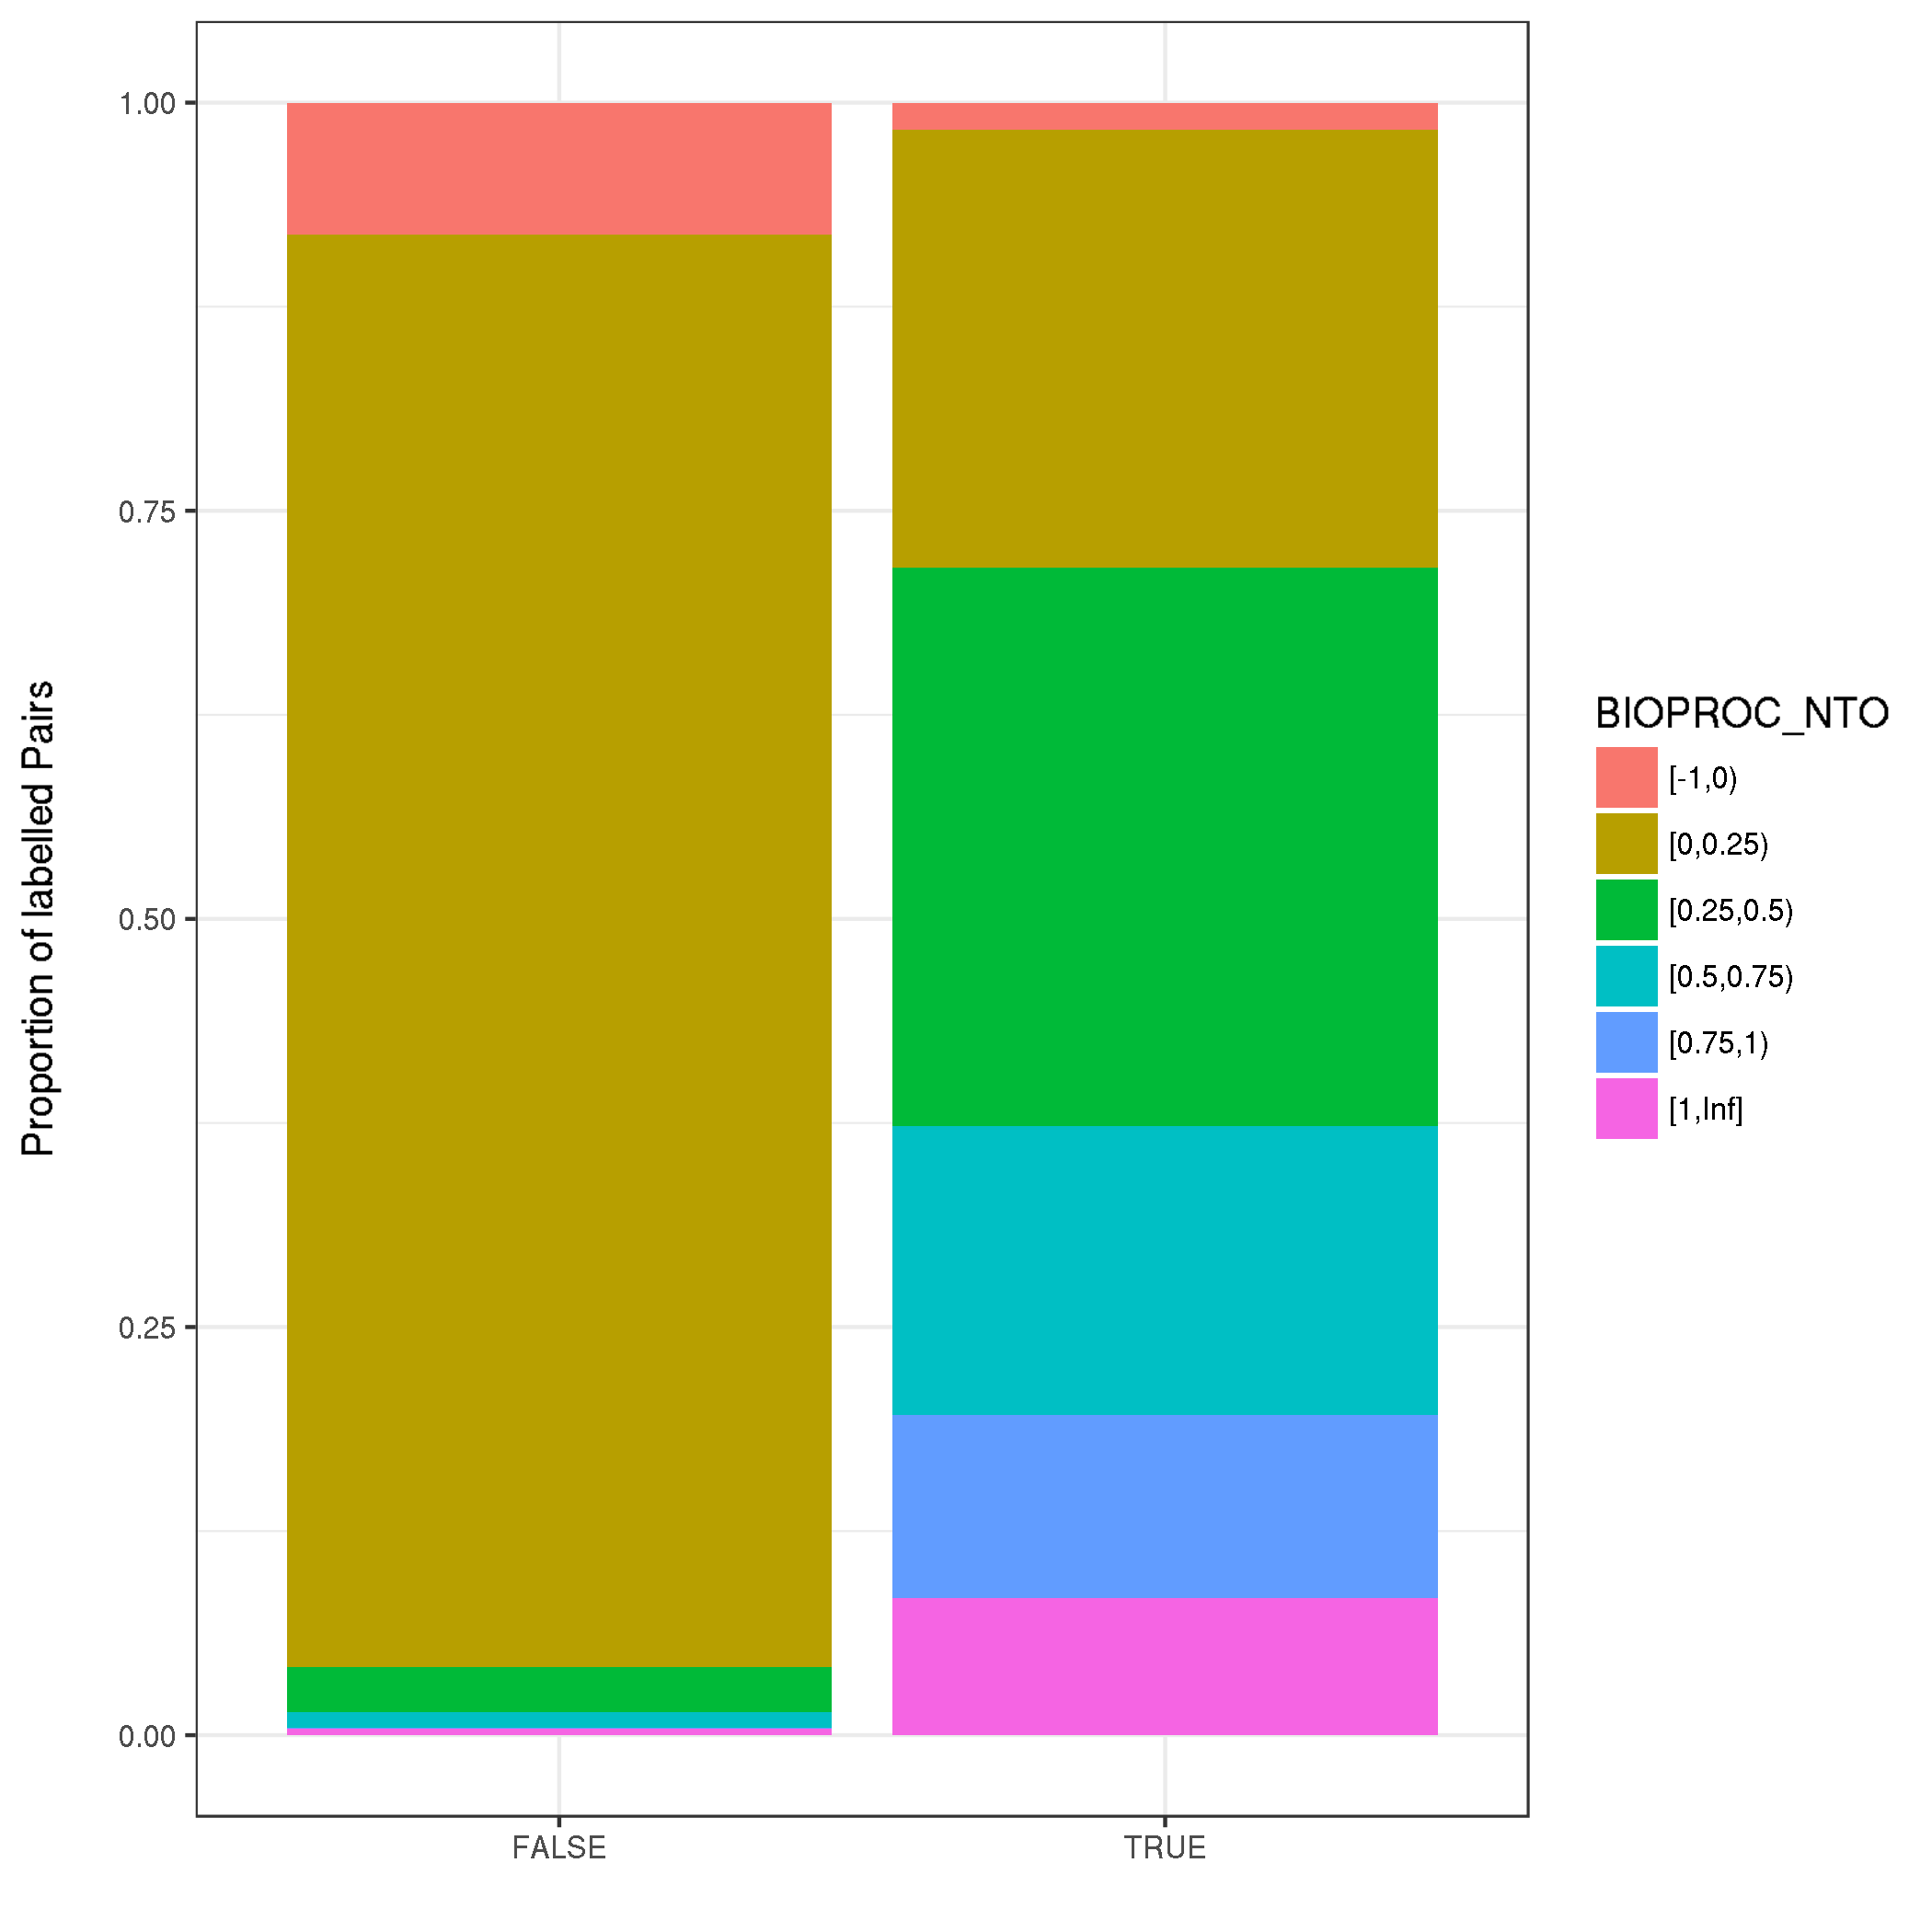 Proportion of labelled Pairs
1.00
0.75
0.50
0.25
0.00
FALSE
TRUE
BIOPROC_NTO
[-1,0)
[0,0.25)
[0.25,0.5)
[0.5,0.75)
[0.75,1)
[1,Inf]